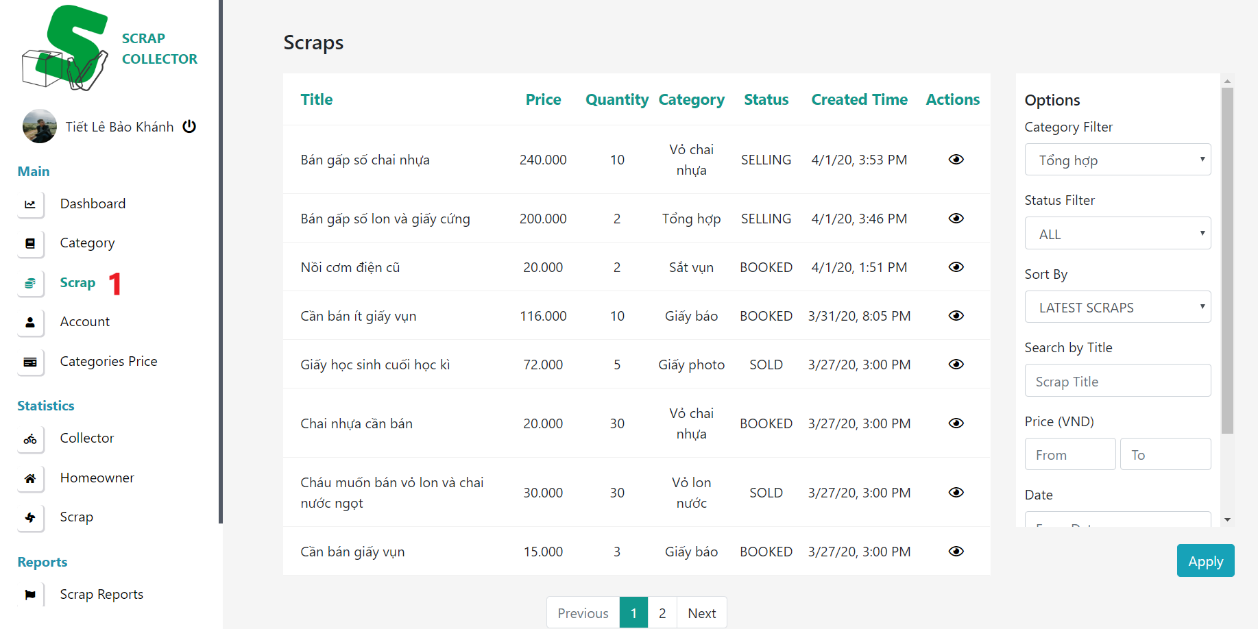 SCRAP
COLLECTOR
Tiết Lê Bảo Khánh
Main
Dashboard
Category
Scrap 1
Account
Categories Price
Statistics
Collector
Homeowner
Scrap
Reports
Scrap Reports
Scraps
Title Price Quantity Category Status Created Time Actions
Bán gấp số chai nhựa 240.000 10 Vỏ chai nhựa SELLING 4/1/20, 3:53 PM
Bán gấp số lon và giấy cứng 200.000 2 Tổng hợp SELLING 4/1/20, 3:46 PM
Nồi cơm điện cũ 20.000 2 Sắt vụn BOOKED 4/1/20, 1:51 PM
Cần bán ít giấy vụn 116.000 10 Giấy báo BOOKED 3/31/20, 8:05 PM
Giấy học sinh cuối học kì 72.000 5 Giấy photo SOLD 3/27/20, 3:00 PM
Chai nhựa cần bán 20.000 30 Vỏ chai nhựa BOOKED 3/27/20, 3:00 PM
Cháu muốn bán vỏ lon và chai nước ngọt 30.000 30 Vỏ lon nước SOLD 3/27/20, 3:00 PM
Cần bán giấy vụn 15.000 3 Giấy báo BOOKED 3/27/20, 3:00 PM
Previous 1 2 Next
Options
Category Filter
Tổng hợp
Status Filter
ALL
Sort By
LATEST SCRAPS
Search by Title
Scrap Title
Price (VND)
From To
Date
Apply